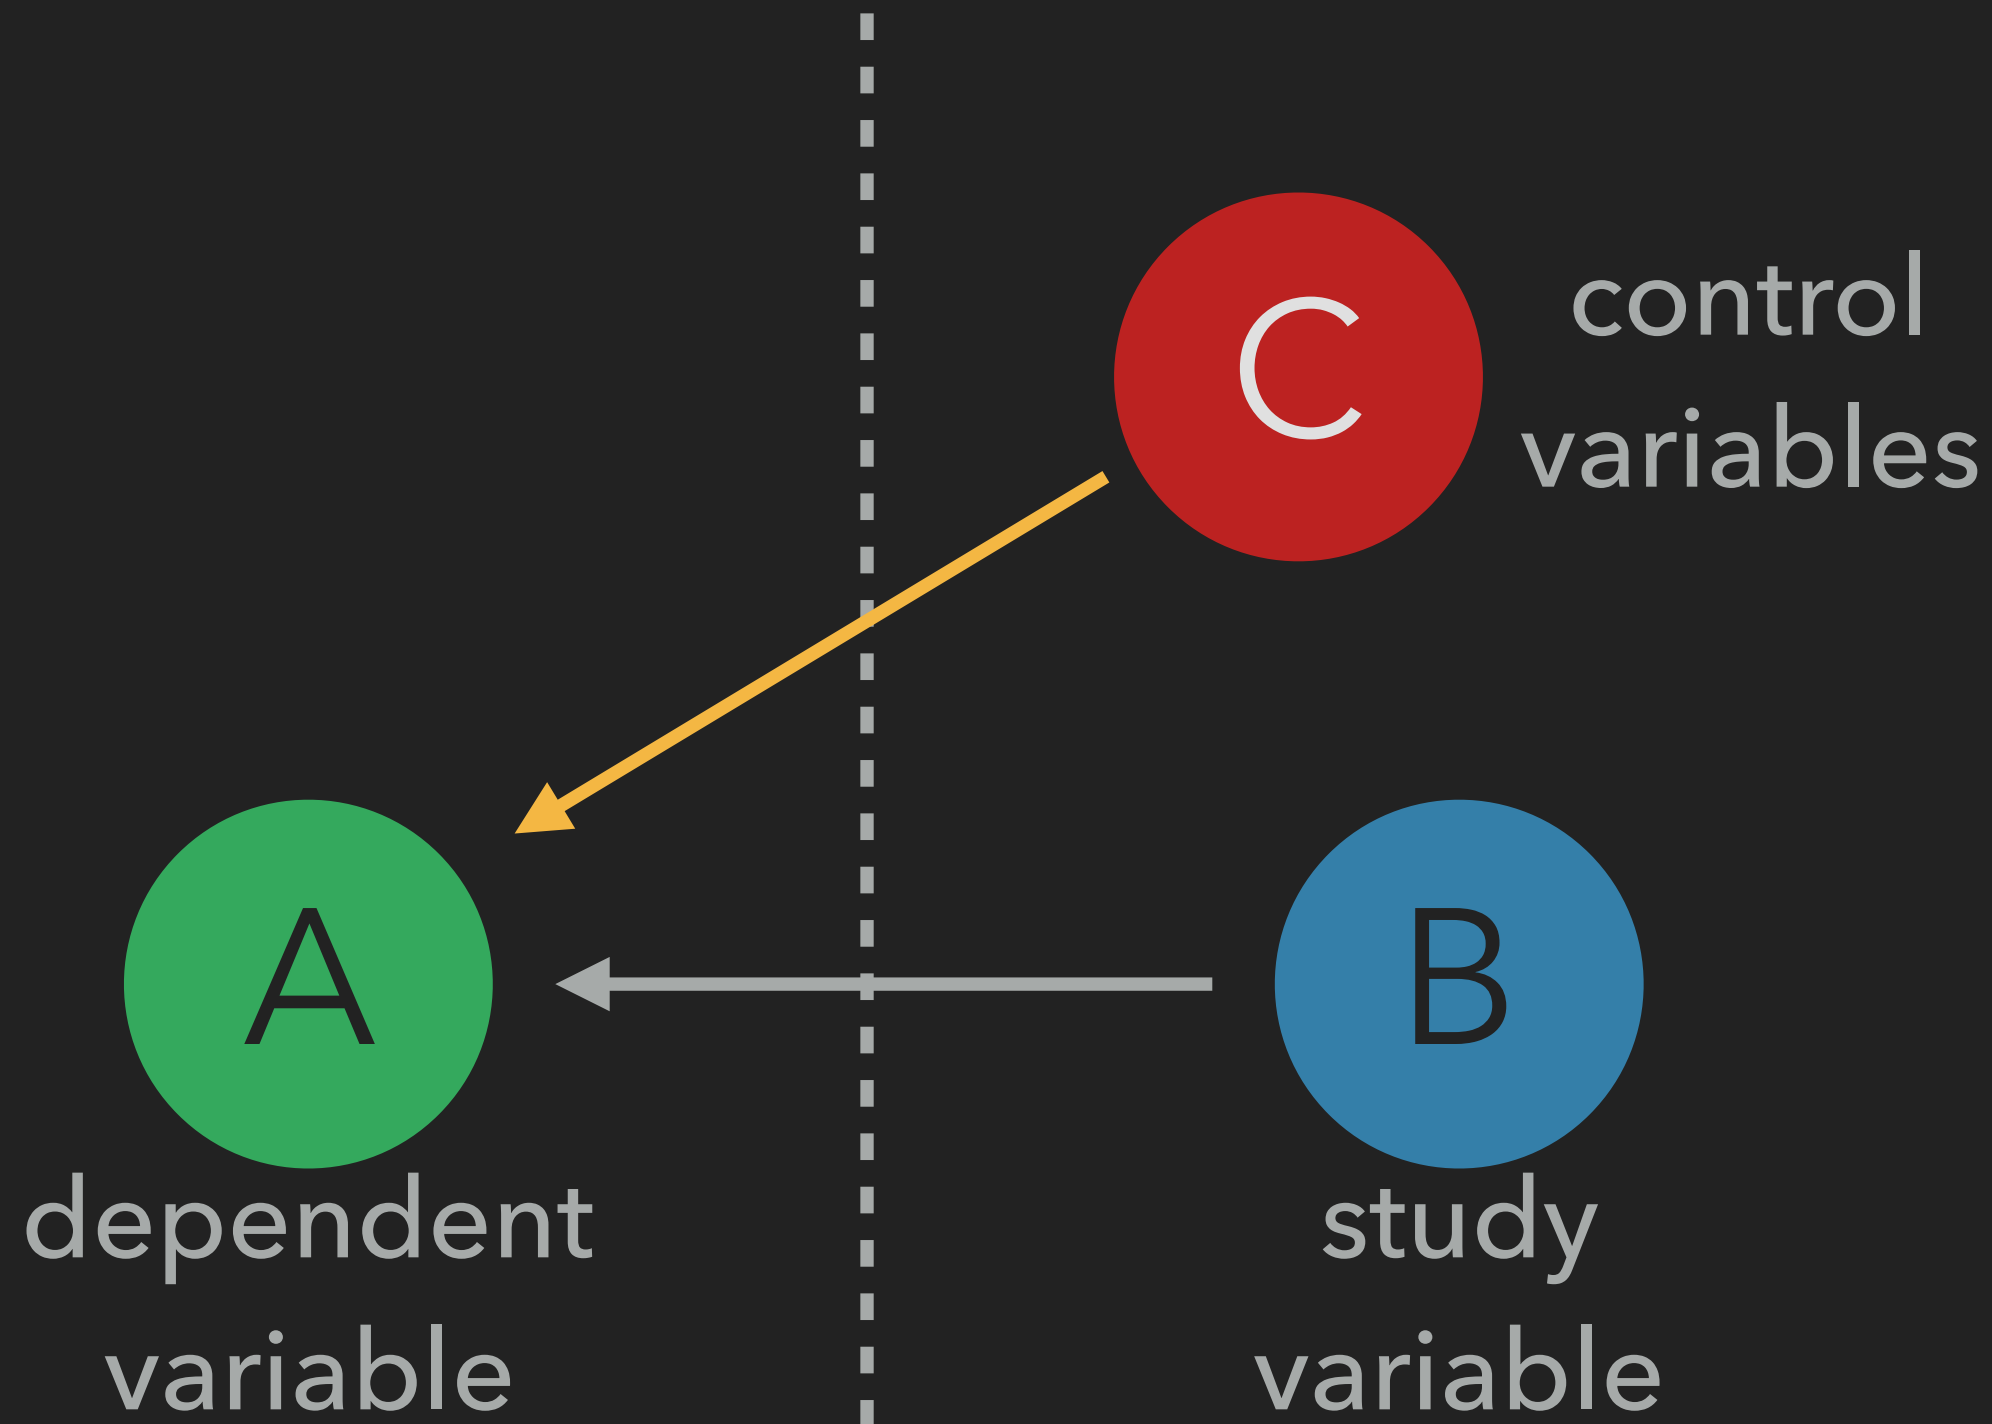 C
control
variables
A
B
dependent
variable
study
variable